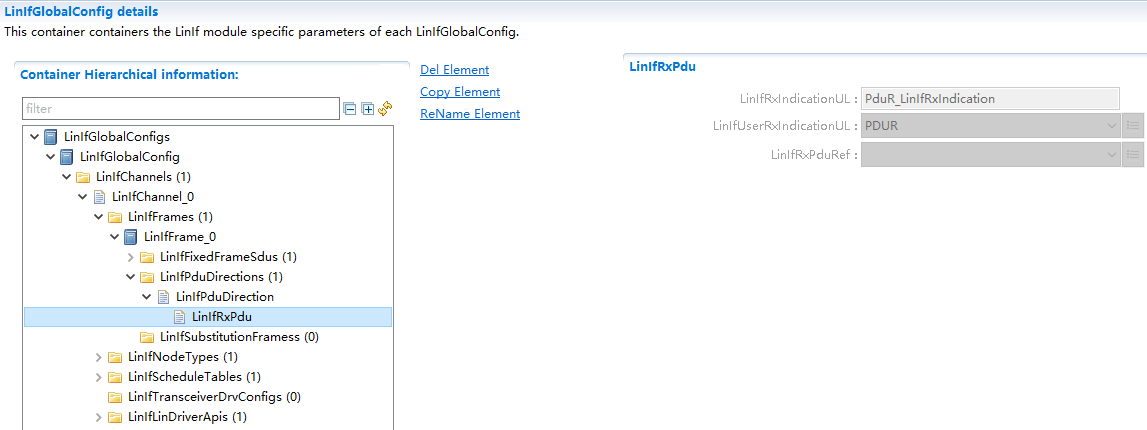 LinIfGlobalConfig details
This container containers the LinIf module specific parameters of each LinIfGlobalConfig.
Container Hierarchical information:
filter
LinIfGlobalConfigs
LinIfGlobalConfig
LinIfChannels (1)
LinIfChannel_0
LinIfFrames (1)
LinIfFrame_0
LinIfFixedFrameSdus (1)
LinIfPduDirections (1)
LinIfPduDirection
LinIfRxPdu
LinIfSubstitutionFramess (0)
LinIfNodeTypes (1)
LinIfScheduleTables (1)
LinIfTransceiverDrvConfigs (0)
LinIfLinDriverApis (1)
Del Element
Copy Element
ReName Element
LinIfRxPdu
LinIfRxIndicationUL : PduR_LinIfRxIndication
LinIfUserRxIndicationUL : PDUR
LinIfRxPduRef :